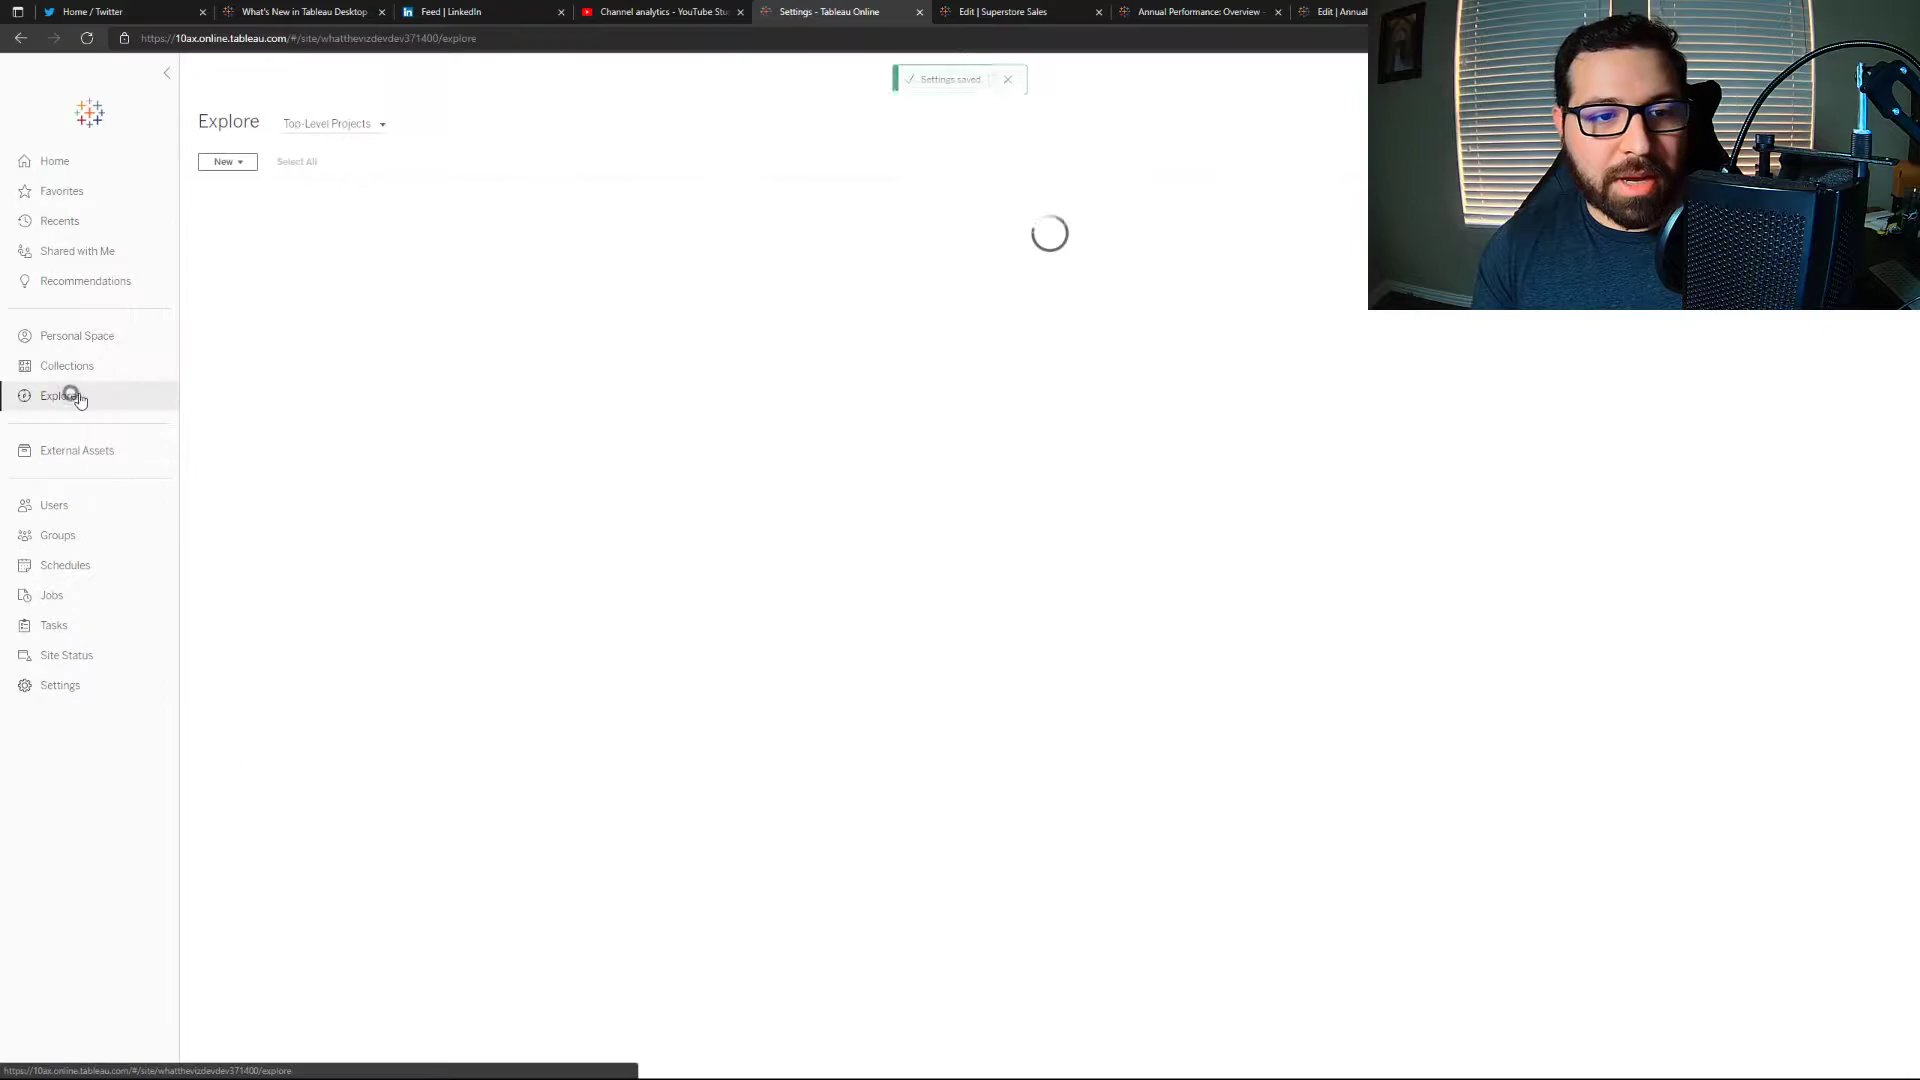 Home / Twitter
What's New in Tableau Desktop
Feed | LinkedIn
Channel analytics - YouTube Stu
Settings - Tableau Online
Edit | Superstore Sales
Annual Performance: Overview -
Edit | Annual
https://10ax.online.tableau.com/#/site/whatthevizdevdev371400/explore
Settings saved
Explore
Top-Level Projects
New
Select All
Home
Favorites
Recents
Shared with Me
Recommendations
Personal Space
Collections
Explore
External Assets
Users
Groups
Schedules
Jobs
Tasks
Site Status
Settings
https://10ax.online.tableau.com/#/site/whatthevizdevdev371400/explore